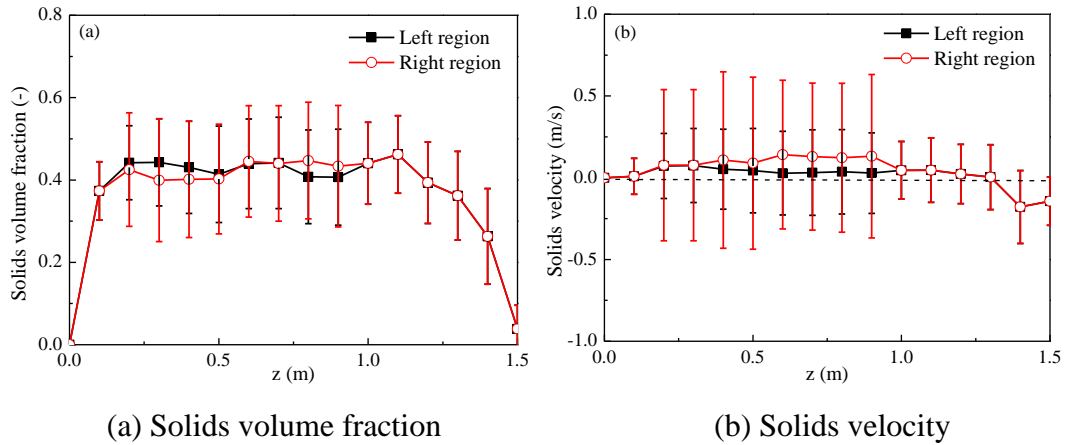 (a)
Left region
Right region
Solids volume fraction (-)
0.8
0.6
0.4
0.2
0.0
0.0 0.5 1.0 1.5
z (m)
(b)
Left region
Right region
Solids velocity (m/s)
1.0
0.5
0.0
-0.5
-1.0
0.0 0.5 1.0 1.5
z (m)
(a) Solids volume fraction
(b) Solids velocity